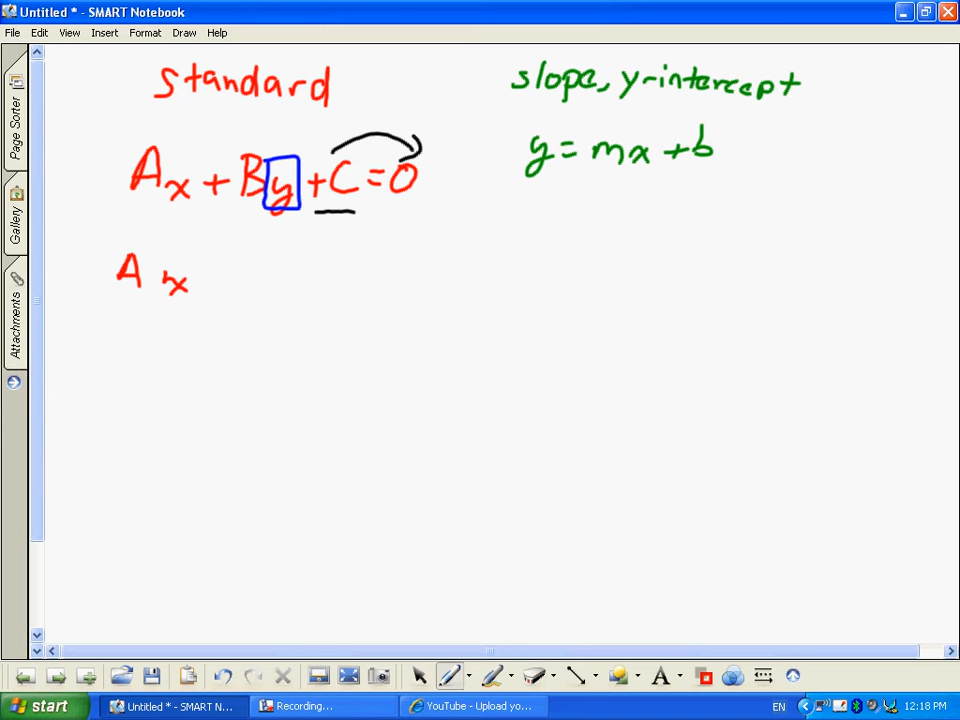 Untitled * - SMART Notebook
File Edit View Insert Format Draw Help
Page Sorter
Gallery
Attachments
Standard
slope, y-intercept
Ax + By + C = 0
y = mx + b
A x
start
Untitled * - SMART N...
Recording...
YouTube - Upload yo...
EN
12:18 PM